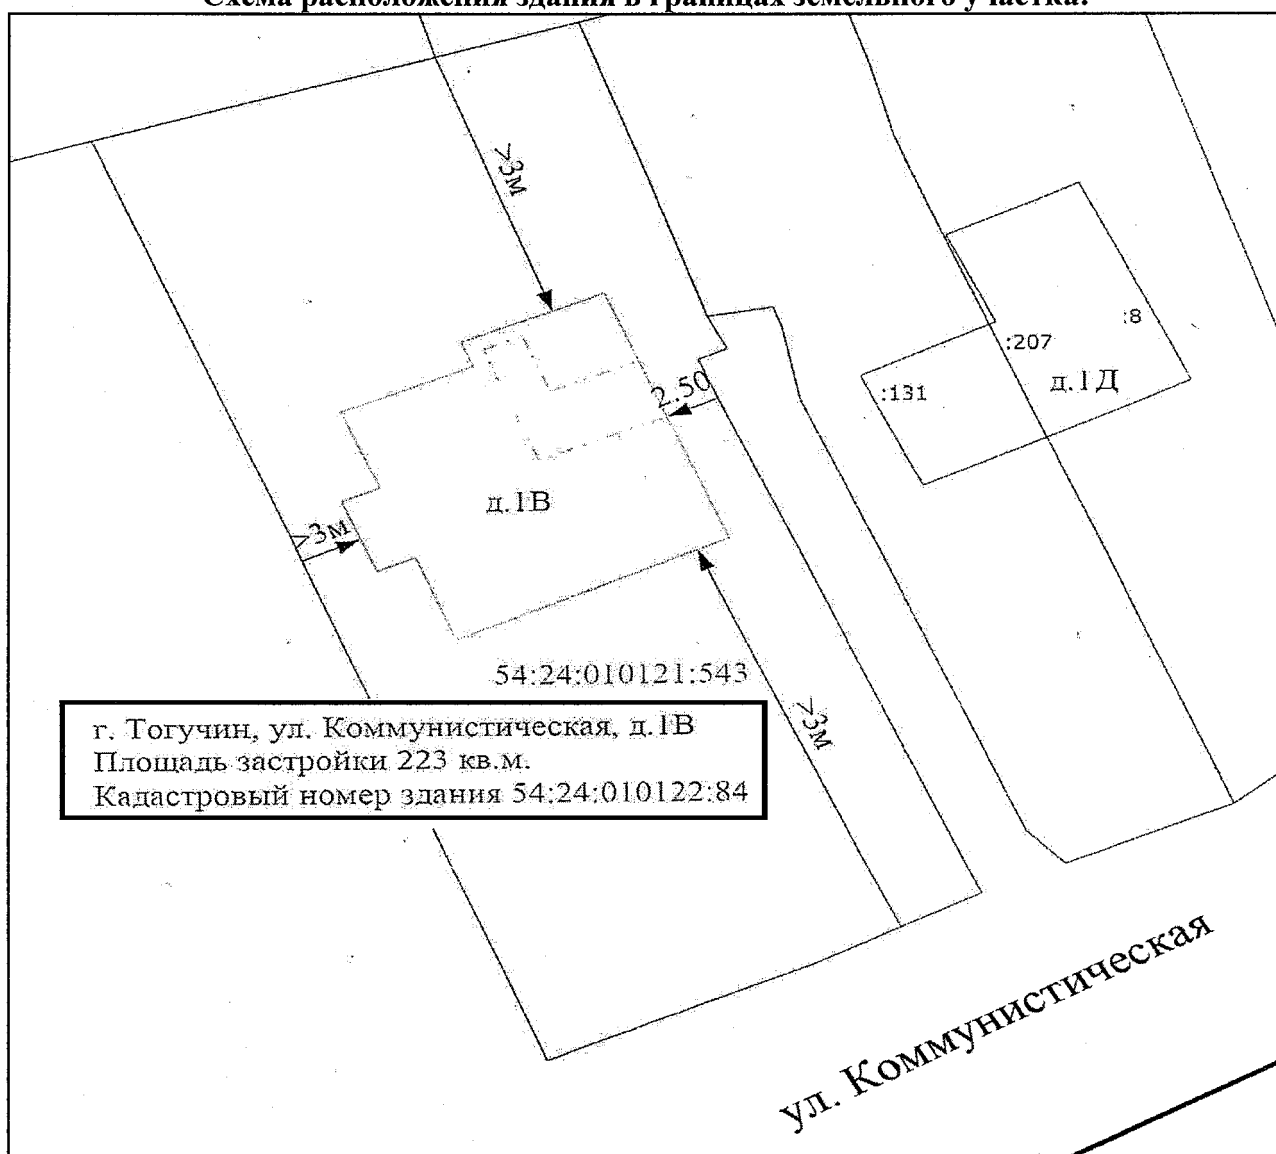 Схема расположения здания в границах земельного участка:
>3м
:8
:207
2.50
д.1Д
:131
д.1В
>3м
54:24:010121:543
>3м
г. Тогучин, ул. Коммунистическая, д.1В
Площадь застройки 223 кв.м.
Кадастровый номер здания 54:24:010122:84
ул. Коммунистическая